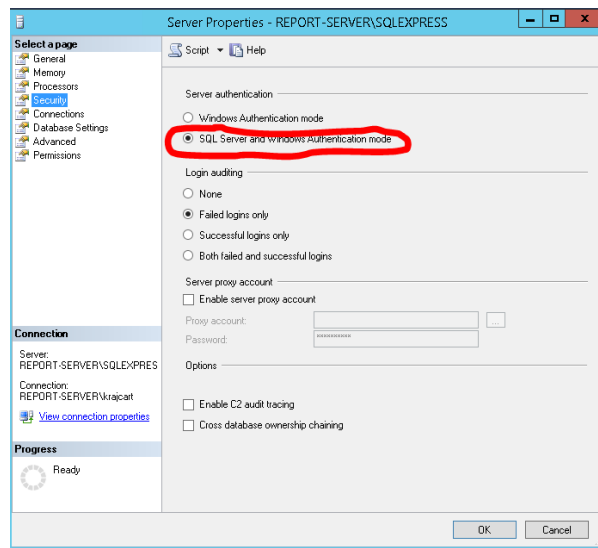 Server Properties - REPORT-SERVER\SQLEXPRESS
Select a page
General
Memory
Processors
Security
Connections
Database Settings
Advanced
Permissions
Script
Help
Server authentication
Windows Authentication mode
SQL Server and Windows Authentication mode
Login auditing
None
Failed logins only
Successful logins only
Both failed and successful logins
Server proxy account
Enable server proxy account
Proxy account:
...
Password:
**********
Options
Enable C2 audit tracing
Cross database ownership chaining
Connection
Server:
REPORT-SERVER\SQLEXPRES
Connection:
REPORT-SERVER\krajcart
View connection properties
Progress
Ready
OK
Cancel